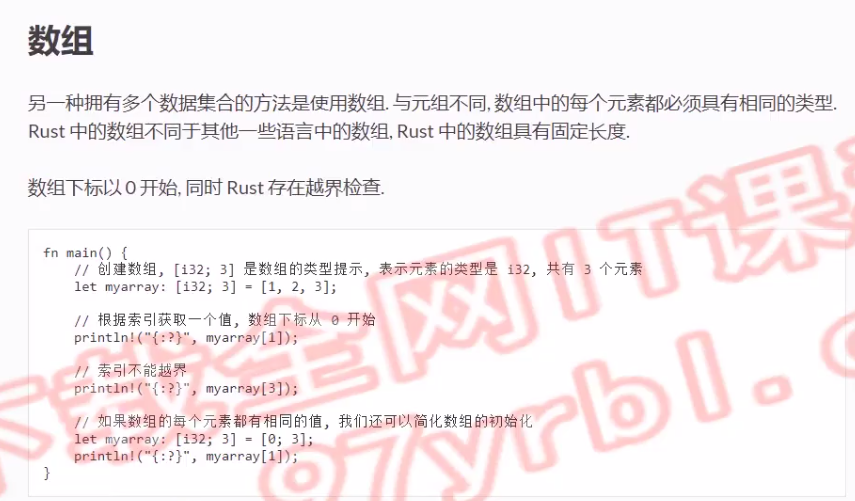 数组
另一种拥有多个数据集合的方法是使用数组. 与元组不同, 数组中的每个元素都必须具有相同的类型.
Rust 中的数组不同于其他一些语言中的数组, Rust 中的数组具有固定长度.
数组下标以 0 开始, 同时 Rust 存在越界检查.
fn main() {
    // 创建数组, [i32; 3] 是数组的类型提示, 表示元素的类型是 i32, 共有 3 个元素
    let myarray: [i32; 3] = [1, 2, 3];
    // 根据索引获取一个值, 数组下标从 0 开始
    println!("{:?}", myarray[1]);
    // 索引不能越界
    println!("{:?}", myarray[3]);
    // 如果数组的每个元素都有相同的值, 我们还可以简化数组的初始化
    let myarray: [i32; 3] = [0; 3];
    println!("{:?}", myarray[1]);
}
载全网IT课
97yrbl.